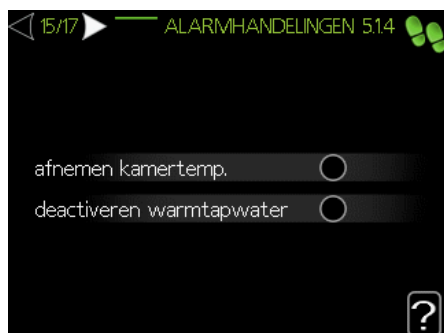 15/17 ALARMHANDELINGEN 5.1.4
afnemen kamertemp.
deactiveren warmtapwater
?